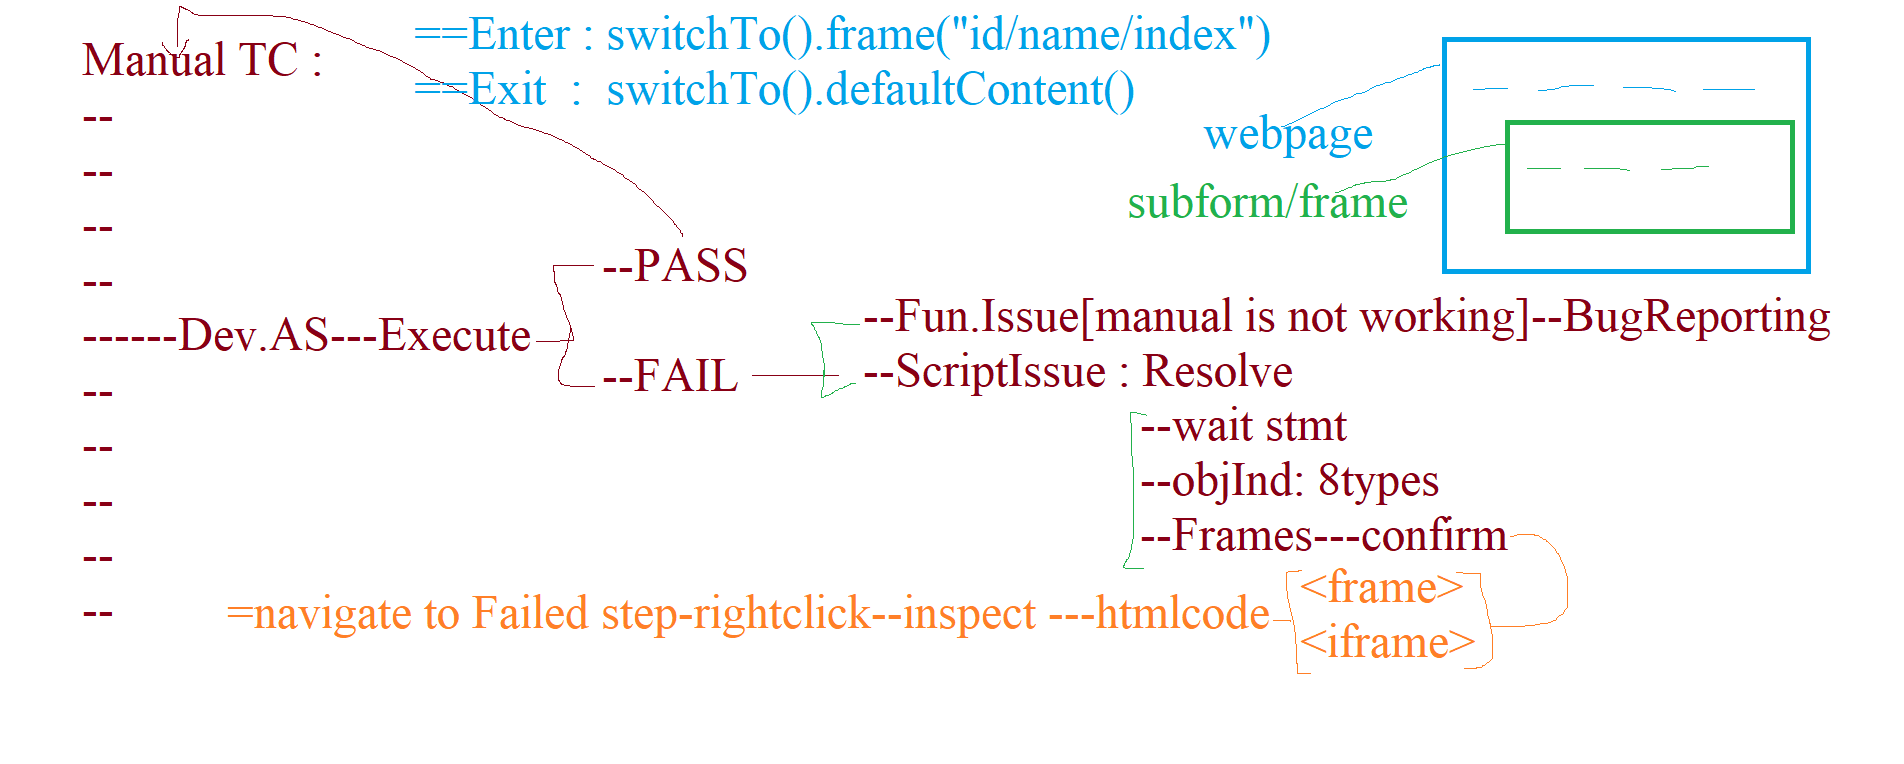 ==Enter : switchTo().frame("id/name/index")
Manual TC :
==Exit : switchTo().defaultContent()
--
webpage
--
subform/frame
--
--PASS
--
--Fun.Issue[manual is not working]--BugReporting
------Dev.AS---Execute
--FAIL
--ScriptIssue : Resolve
--
--wait stmt
--
--objInd: 8types
--
--Frames---confirm
--
<frame>
--
=navigate to Failed step-rightclick--inspect ---htmlcode
<iframe>